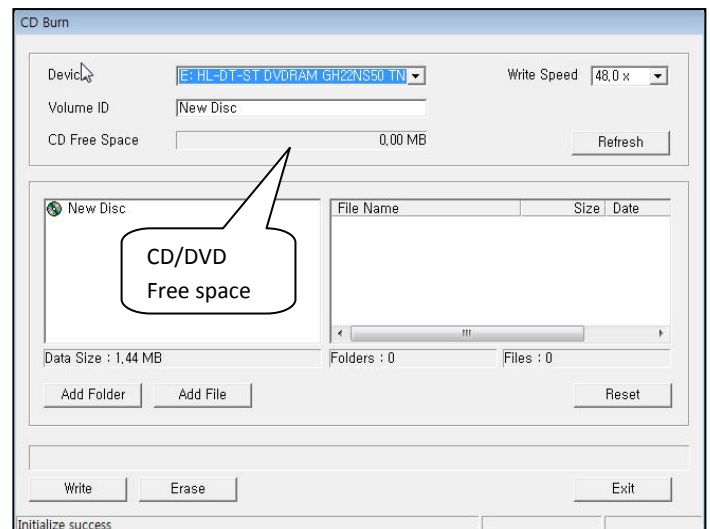 CD Burn
Device
E: HL-DT-ST DVDRAM GH22NS50 TN
Write Speed
48,0 x
Volume ID
New Disc
CD Free Space
0,00 MB
Refresh
New Disc
File Name
Size
Date
CD/DVD
Free space
Data Size : 1,44 MB
Folders : 0
Files : 0
Add Folder
Add File
Reset
Write
Erase
Exit
Initialize success